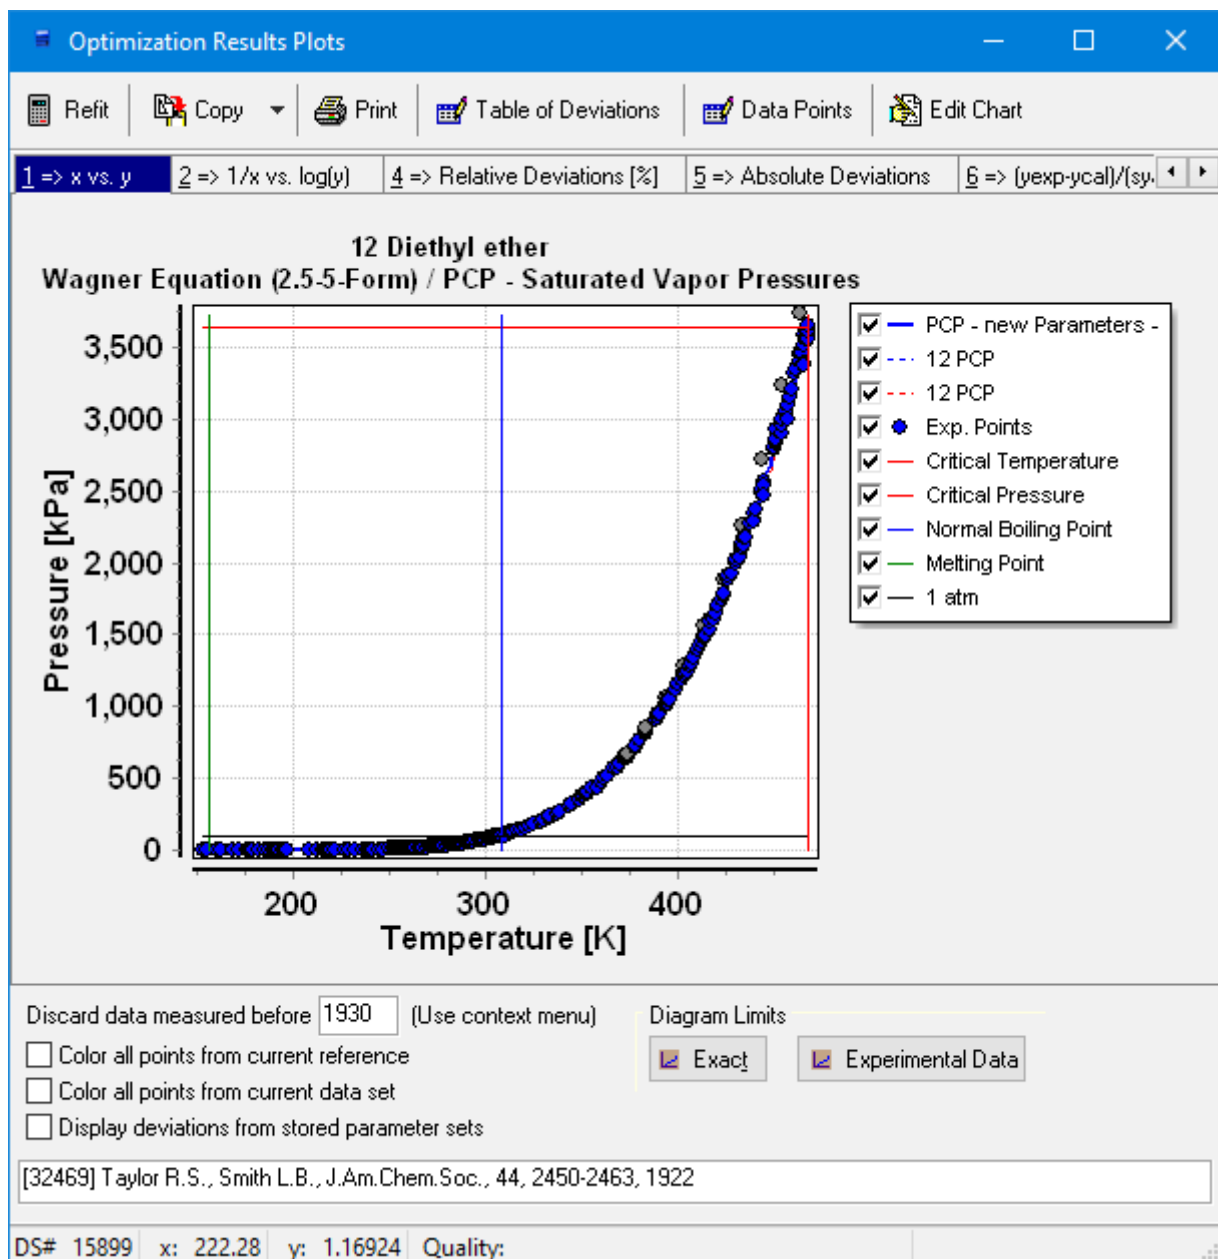 Optimization Results Plots
Refit Copy Print Table of Deviations Data Points Edit Chart
1 => x vs. y 2 => 1/x vs. log(y) 4 => Relative Deviations [%] 5 => Absolute Deviations 6 => (yexp-ycal)/(sy
12 Diethyl ether
Wagner Equation (2.5-5-Form) / PCP - Saturated Vapor Pressures
Pressure [kPa]
3,500
3,000
2,500
2,000
1,500
1,000
500
0
200 300 400
Temperature [K]
PCP - new Parameters -
12 PCP
12 PCP
Exp. Points
Critical Temperature
Critical Pressure
Normal Boiling Point
Melting Point
1 atm
Discard data measured before 1930 (Use context menu)
Color all points from current reference
Color all points from current data set
Display deviations from stored parameter sets
Diagram Limits
Exact Experimental Data
[32469] Taylor R.S., Smith L.B., J.Am.Chem.Soc., 44, 2450-2463, 1922
DS# 15899 x: 222.28 y: 1.16924 Quality: